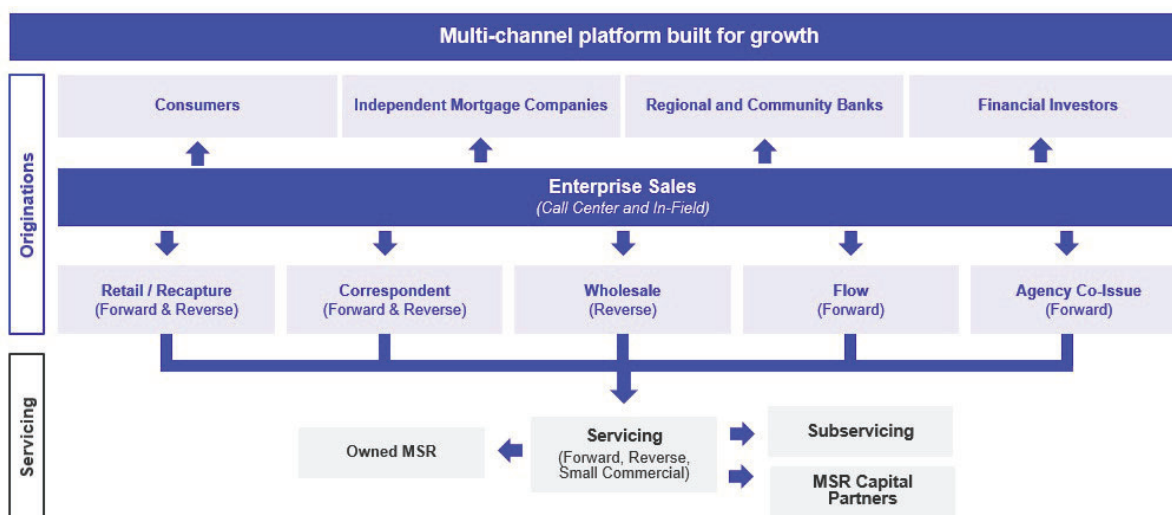 Multi-channel platform built for growth
Originations
Consumers
Independent Mortgage Companies
Regional and Community Banks
Financial Investors
Enterprise Sales
(Call Center and In-Field)
Retail / Recapture
(Forward & Reverse)
Correspondent
(Forward & Reverse)
Wholesale
(Reverse)
Flow
(Forward)
Agency Co-Issue
(Forward)
Servicing
Owned MSR
Servicing
(Forward, Reverse,
Small Commercial)
Subservicing
MSR Capital
Partners